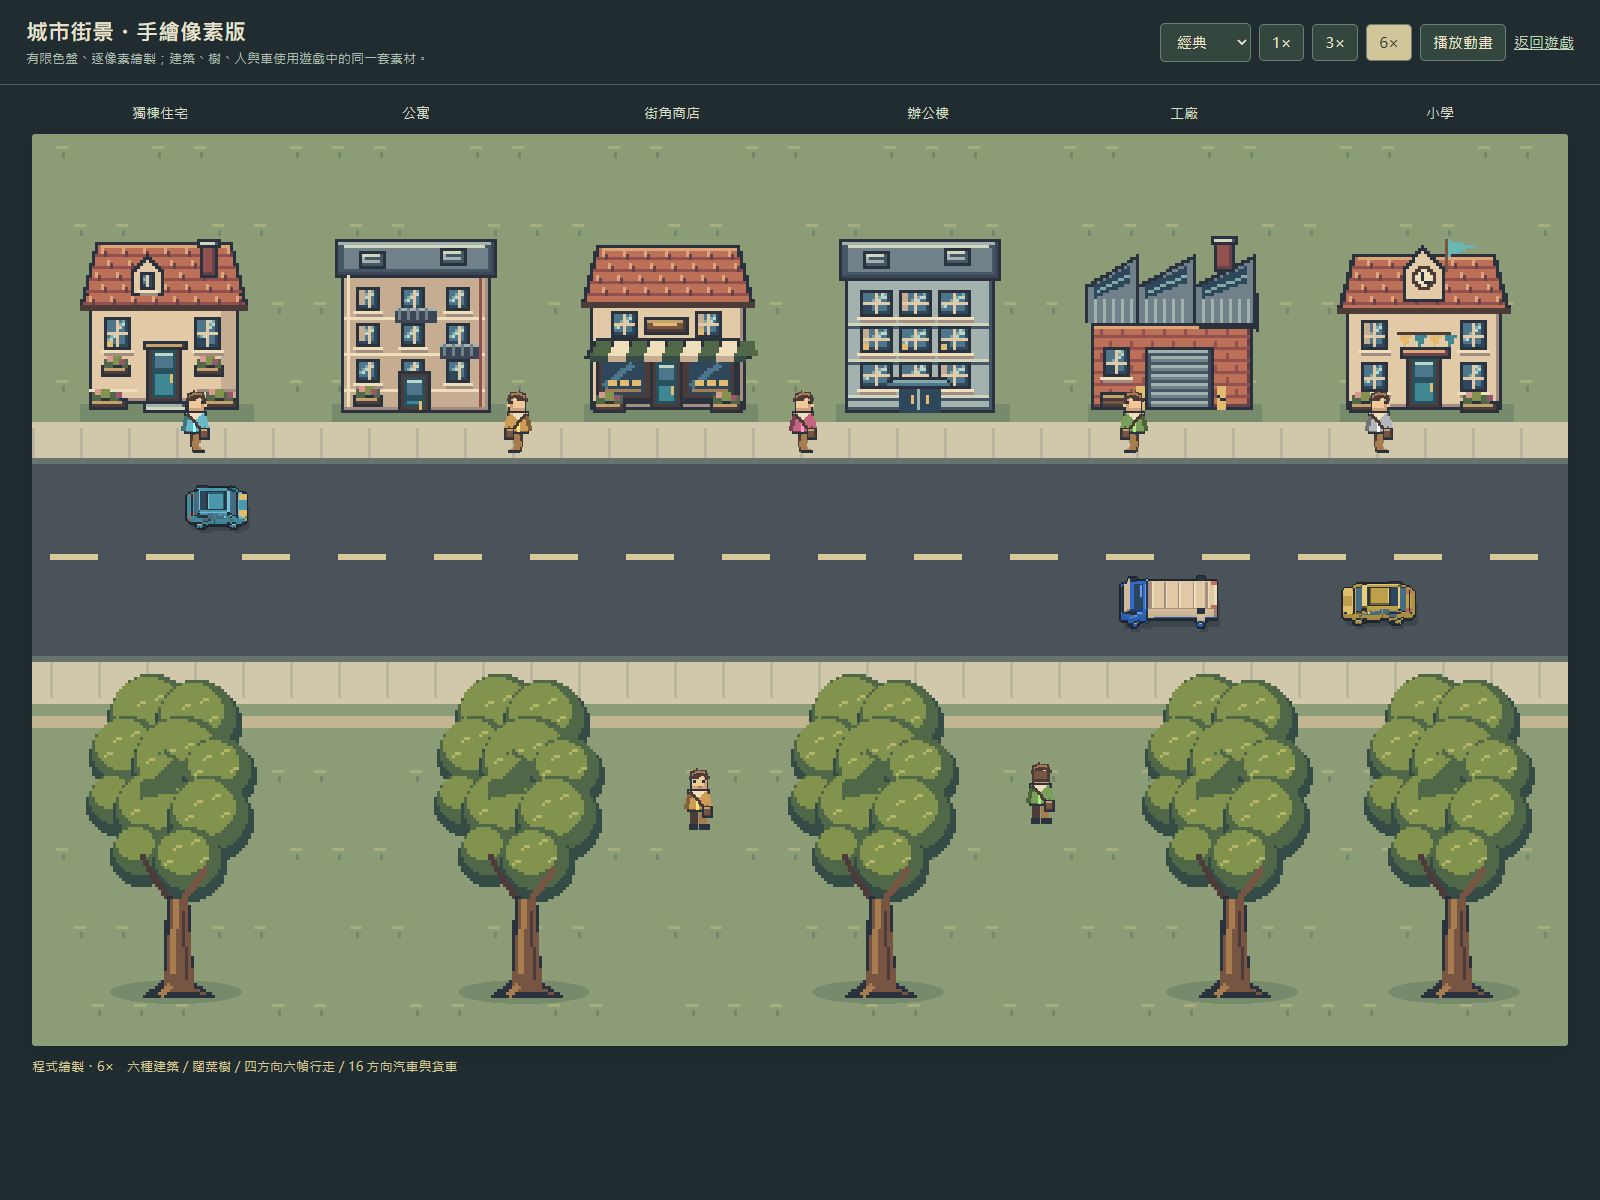 城市街景・手繪像素版
有限色盤、逐像素繪製；建築、樹、人與車使用遊戲中的同一套素材。
經典
1×
3×
6×
播放動畫
返回遊戲
獨棟住宅
公寓
街角商店
辦公樓
工廠
小學
程式繪製・6×　六種建築 / 闊葉樹 / 四方向六幀行走 / 16 方向汽車與貨車